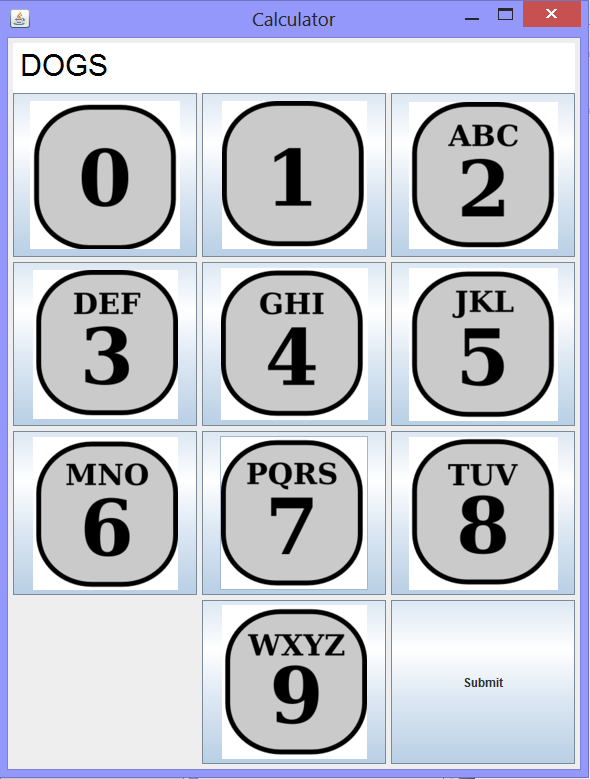 Calculator
DOGS
0
1
ABC
2
DEF
3
GHI
4
JKL
5
MNO
6
PQRS
7
TUV
8
WXYZ
9
Submit